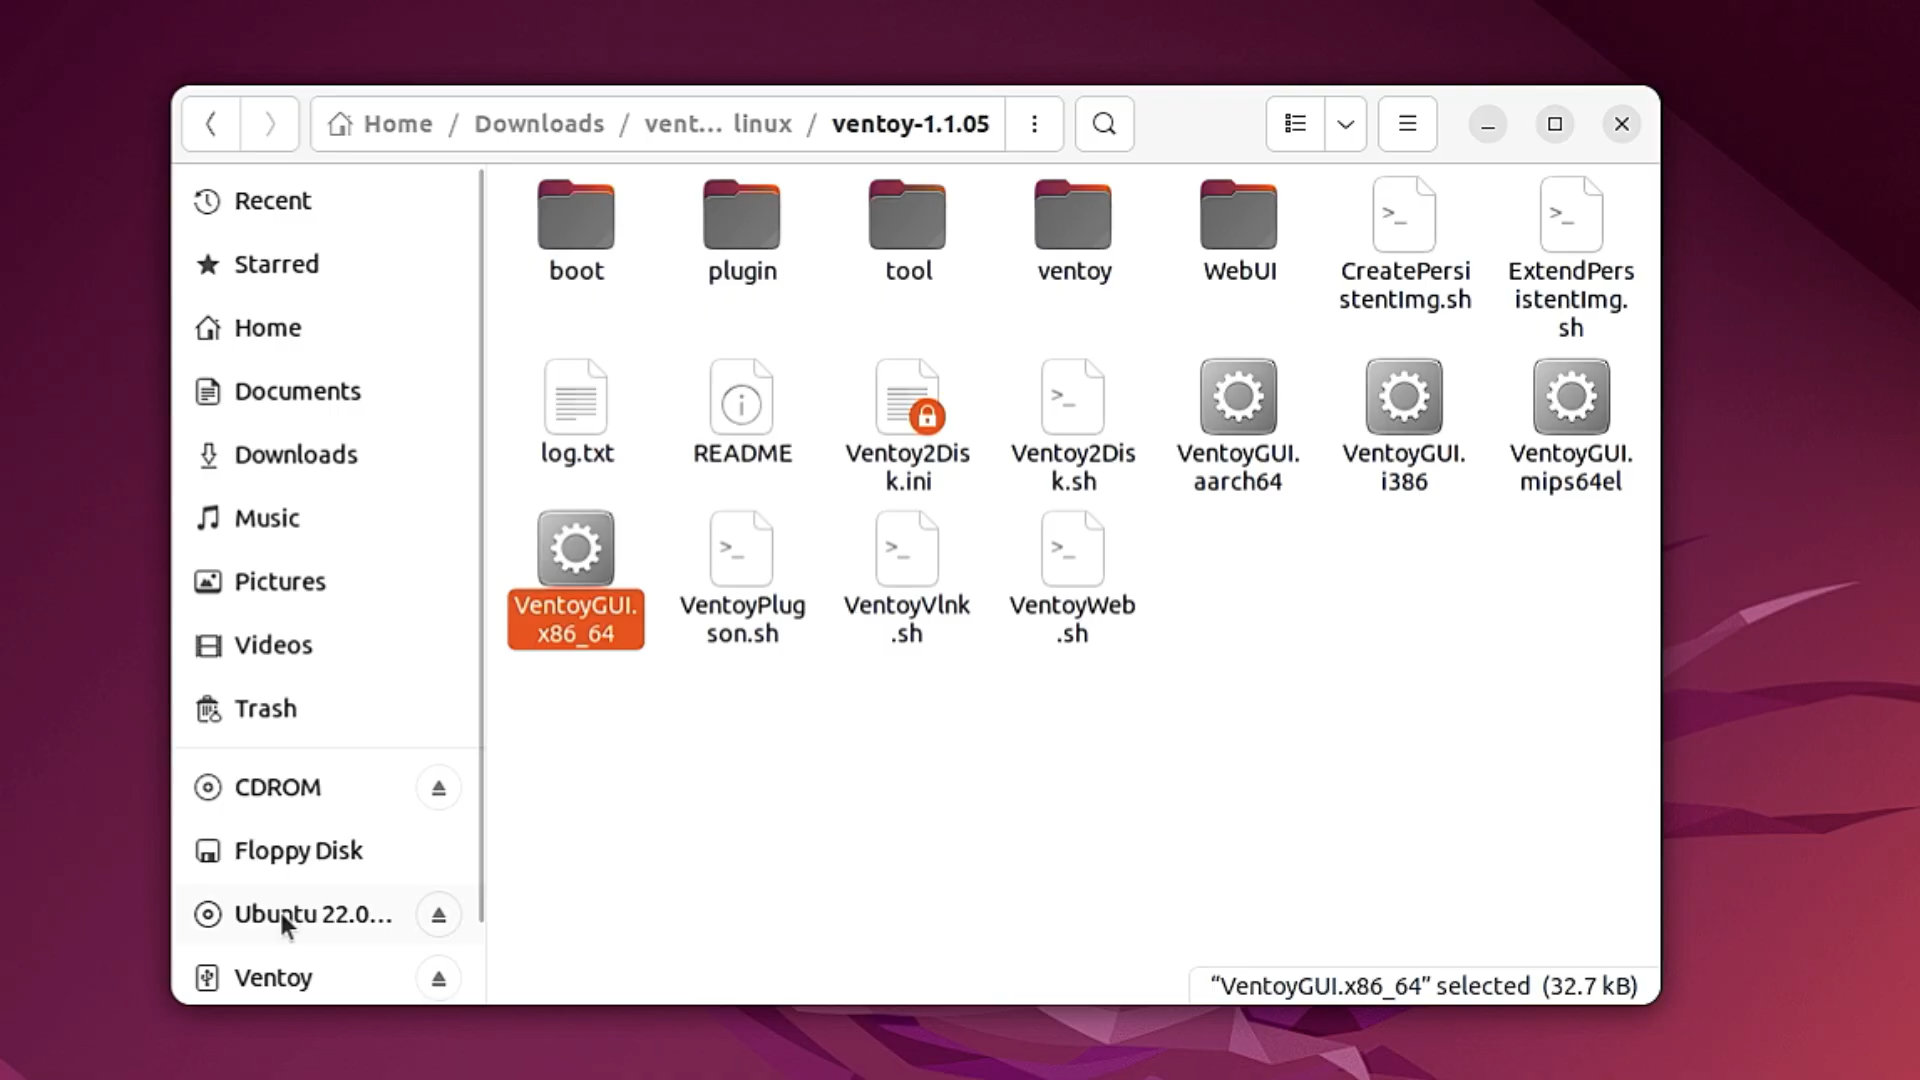 Home / Downloads / vent... linux / ventoy-1.1.05
Recent
Starred
Home
Documents
Downloads
Music
Pictures
Videos
Trash
CDROM
Floppy Disk
Ubuntu 22.0...
Ventoy
boot
plugin
tool
ventoy
WebUI
CreatePersi
stentImg.sh
ExtendPers
istentImg.
sh
log.txt
README
Ventoy2Dis
k.ini
Ventoy2Dis
k.sh
VentoyGUI.
aarch64
VentoyGUI.
i386
VentoyGUI.
mips64el
VentoyGUI.
x86_64
VentoyPlug
son.sh
VentoyVlnk
.sh
VentoyWeb
.sh
“VentoyGUI.x86_64” selected (32.7 kB)